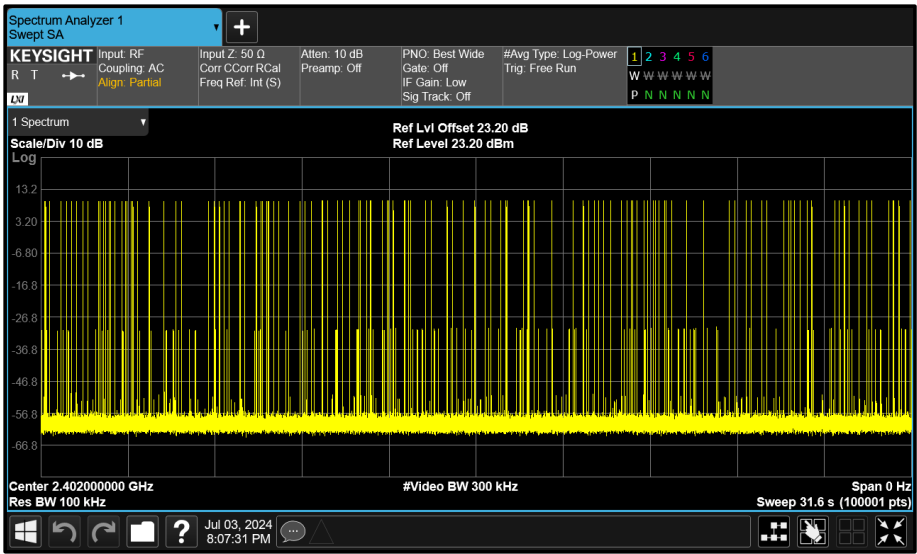 Spectrum Analyzer 1
Swept SA
+
KEYSIGHT
R T
LXI
Input: RF
Coupling: AC
Align: Partial
Input Z: 50 Ω
Corr CCorr RCal
Freq Ref: Int (S)
Atten: 10 dB
Preamp: Off
PNO: Best Wide
Gate: Off
IF Gain: Low
Sig Track: Off
#Avg Type: Log-Power
Trig: Free Run
1 2 3 4 5 6
W W W W W W
P N N N N N
1 Spectrum
Scale/Div 10 dB
Ref Lvl Offset 23.20 dB
Ref Level 23.20 dBm
Log
13.2
3.20
-6.80
-16.8
-26.8
-36.8
-46.8
-56.8
-66.8
Center 2.402000000 GHz
#Video BW 300 kHz
Span 0 Hz
Res BW 100 kHz
Sweep 31.6 s (100001 pts)
?
Jul 03, 2024
8:07:31 PM